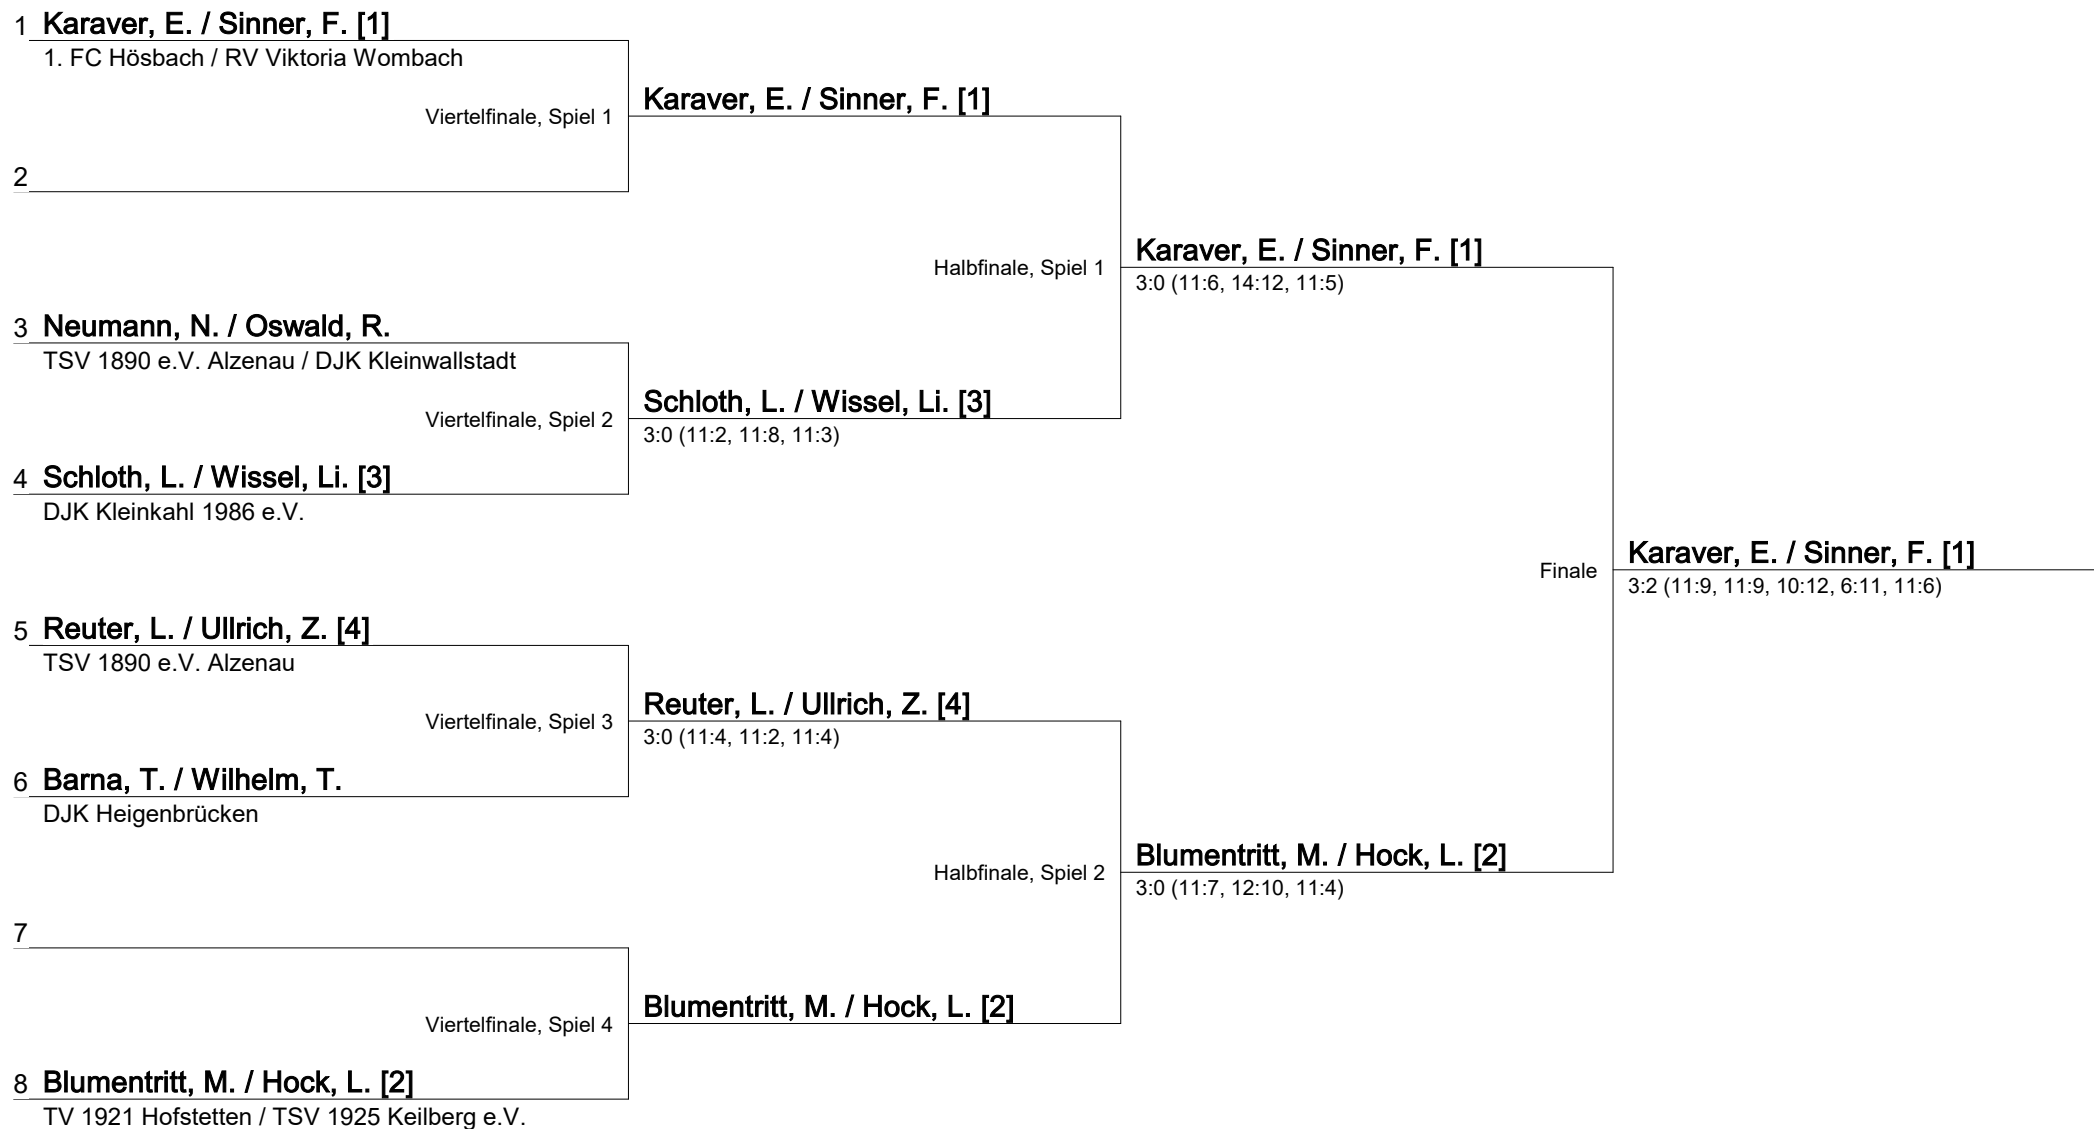 1 Karaver, E. / Sinner, F. [1]
1. FC Hösbach / RV Viktoria Wombach
Viertelfinale, Spiel 1
Karaver, E. / Sinner, F. [1]
2
Halbfinale, Spiel 1
Karaver, E. / Sinner, F. [1]
3:0 (11:6, 14:12, 11:5)
3 Neumann, N. / Oswald, R.
TSV 1890 e.V. Alzenau / DJK Kleinwallstadt
Viertelfinale, Spiel 2
Schloth, L. / Wissel, Li. [3]
3:0 (11:2, 11:8, 11:3)
4 Schloth, L. / Wissel, Li. [3]
DJK Kleinkahl 1986 e.V.
Finale
Karaver, E. / Sinner, F. [1]
3:2 (11:9, 11:9, 10:12, 6:11, 11:6)
5 Reuter, L. / Ullrich, Z. [4]
TSV 1890 e.V. Alzenau
Viertelfinale, Spiel 3
Reuter, L. / Ullrich, Z. [4]
3:0 (11:4, 11:2, 11:4)
6 Barna, T. / Wilhelm, T.
DJK Heigenbrücken
Halbfinale, Spiel 2
Blumentritt, M. / Hock, L. [2]
3:0 (11:7, 12:10, 11:4)
7
Viertelfinale, Spiel 4
Blumentritt, M. / Hock, L. [2]
8 Blumentritt, M. / Hock, L. [2]
TV 1921 Hofstetten / TSV 1925 Keilberg e.V.